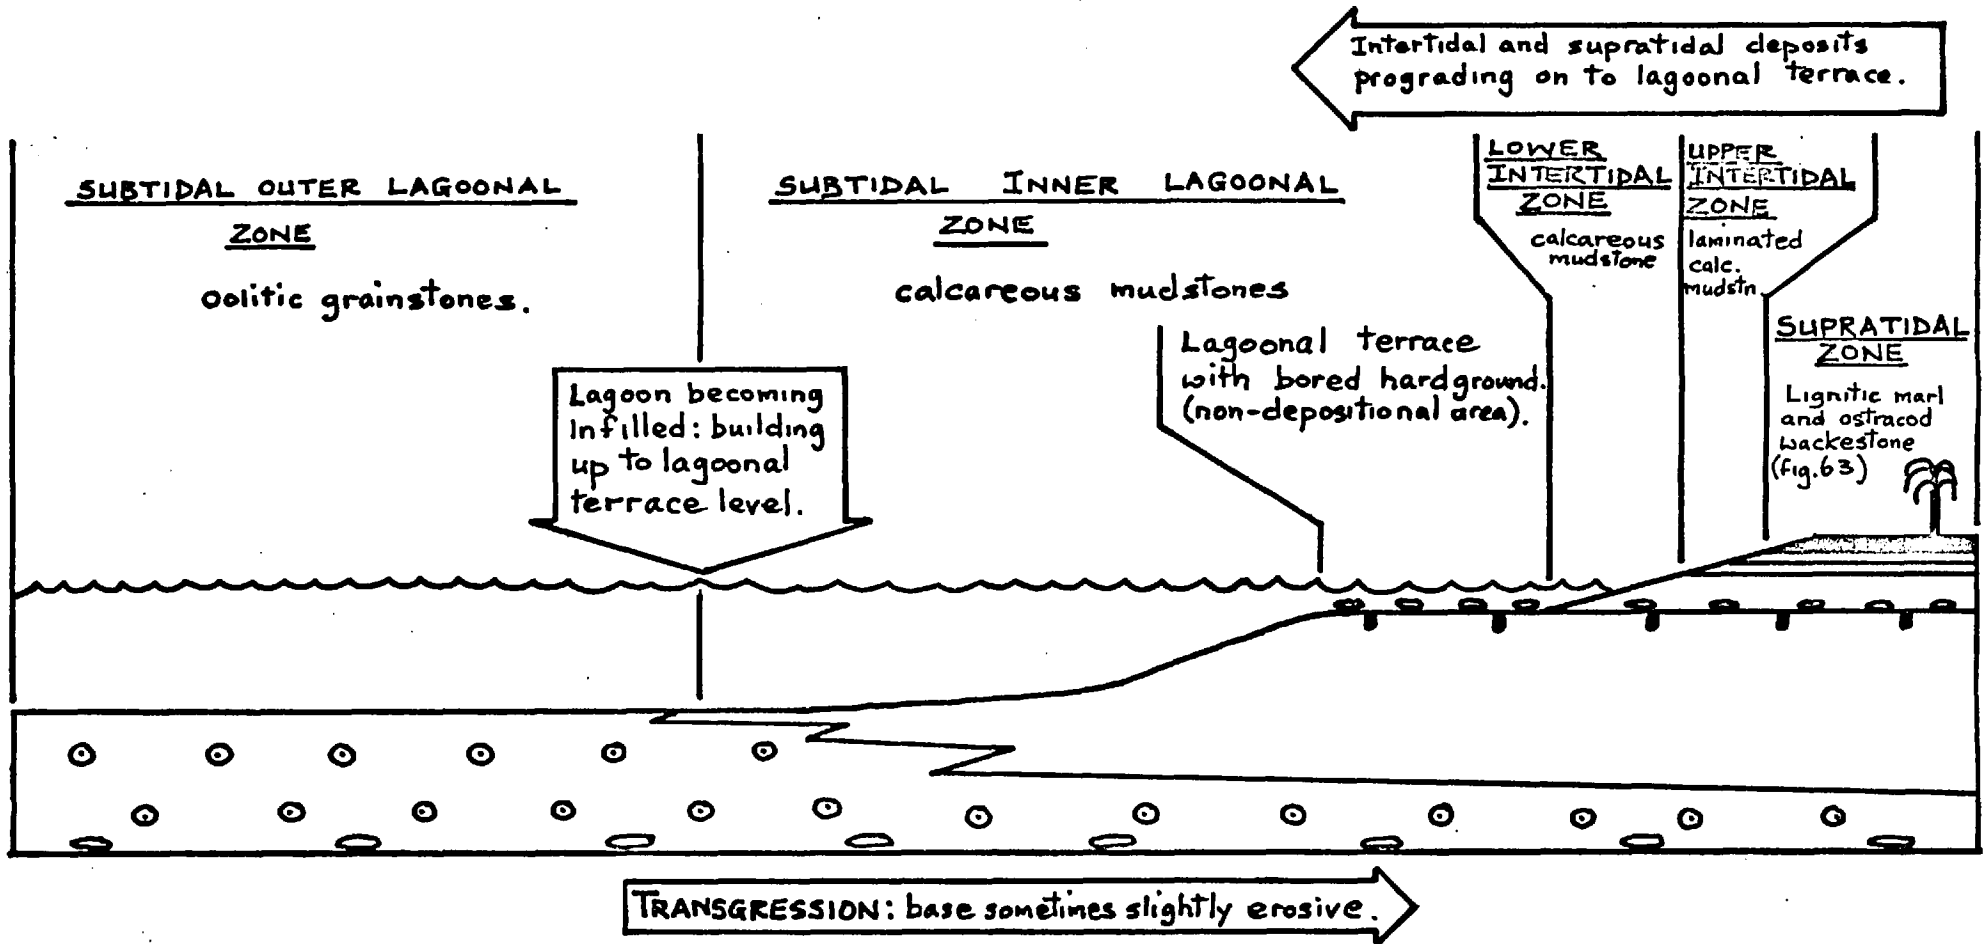 Intertidal and supratidal deposits
prograding on to lagoonal terrace.
SUBTIDAL OUTER LAGOONAL
ZONE
oolitic grainstones.
SUBTIDAL INNER LAGOONAL
ZONE
calcareous mudstones
LOWER
INTERTIDAL
ZONE
calcareous
mudstone
UPPER
INTERTIDAL
ZONE
laminated
calc.
mudstn.
SUPRATIDAL
ZONE
Lignitic marl
and ostracod
wackestone
(fig.63)
Lagoonal terrace
with bored hardground.
(non-depositional area).
Lagoon becoming
infilled: building
up to lagoonal
terrace level.
TRANSGRESSION: base sometimes slightly erosive.